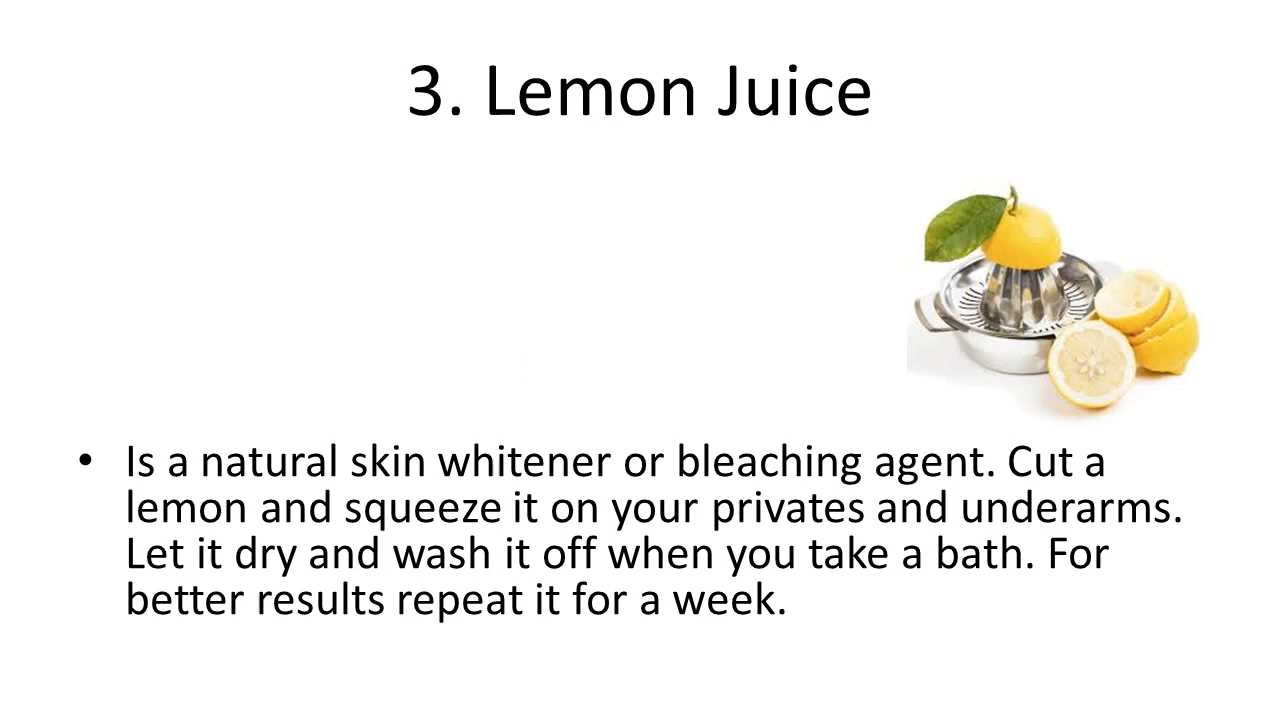 3. Lemon Juice
• Is a natural skin whitener or bleaching agent. Cut a
lemon and squeeze it on your privates and underarms.
Let it dry and wash it off when you take a bath. For
better results repeat it for a week.